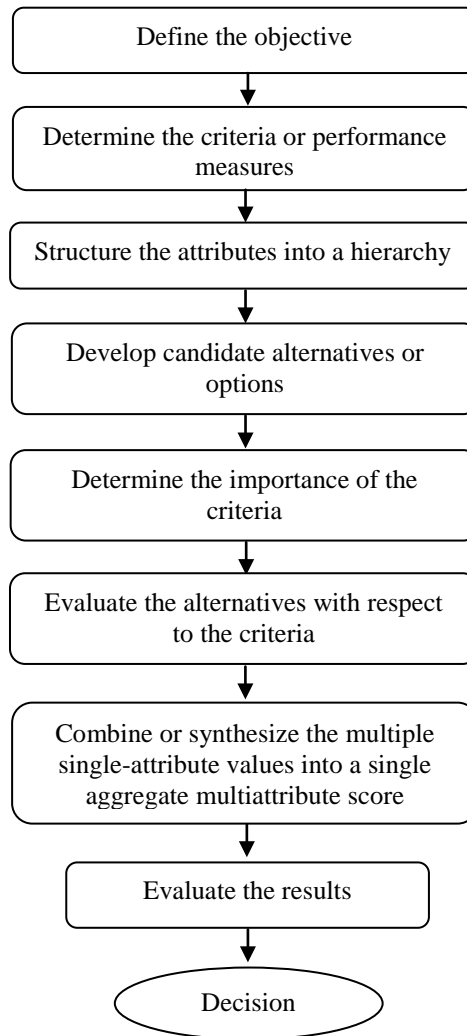 Define the objective
Determine the criteria or performance
measures
Structure the attributes into a hierarchy
Develop candidate alternatives or
options
Determine the importance of the
criteria
Evaluate the alternatives with respect
to the criteria
Combine or synthesize the multiple
single-attribute values into a single
aggregate multiattribute score
Evaluate the results
Decision